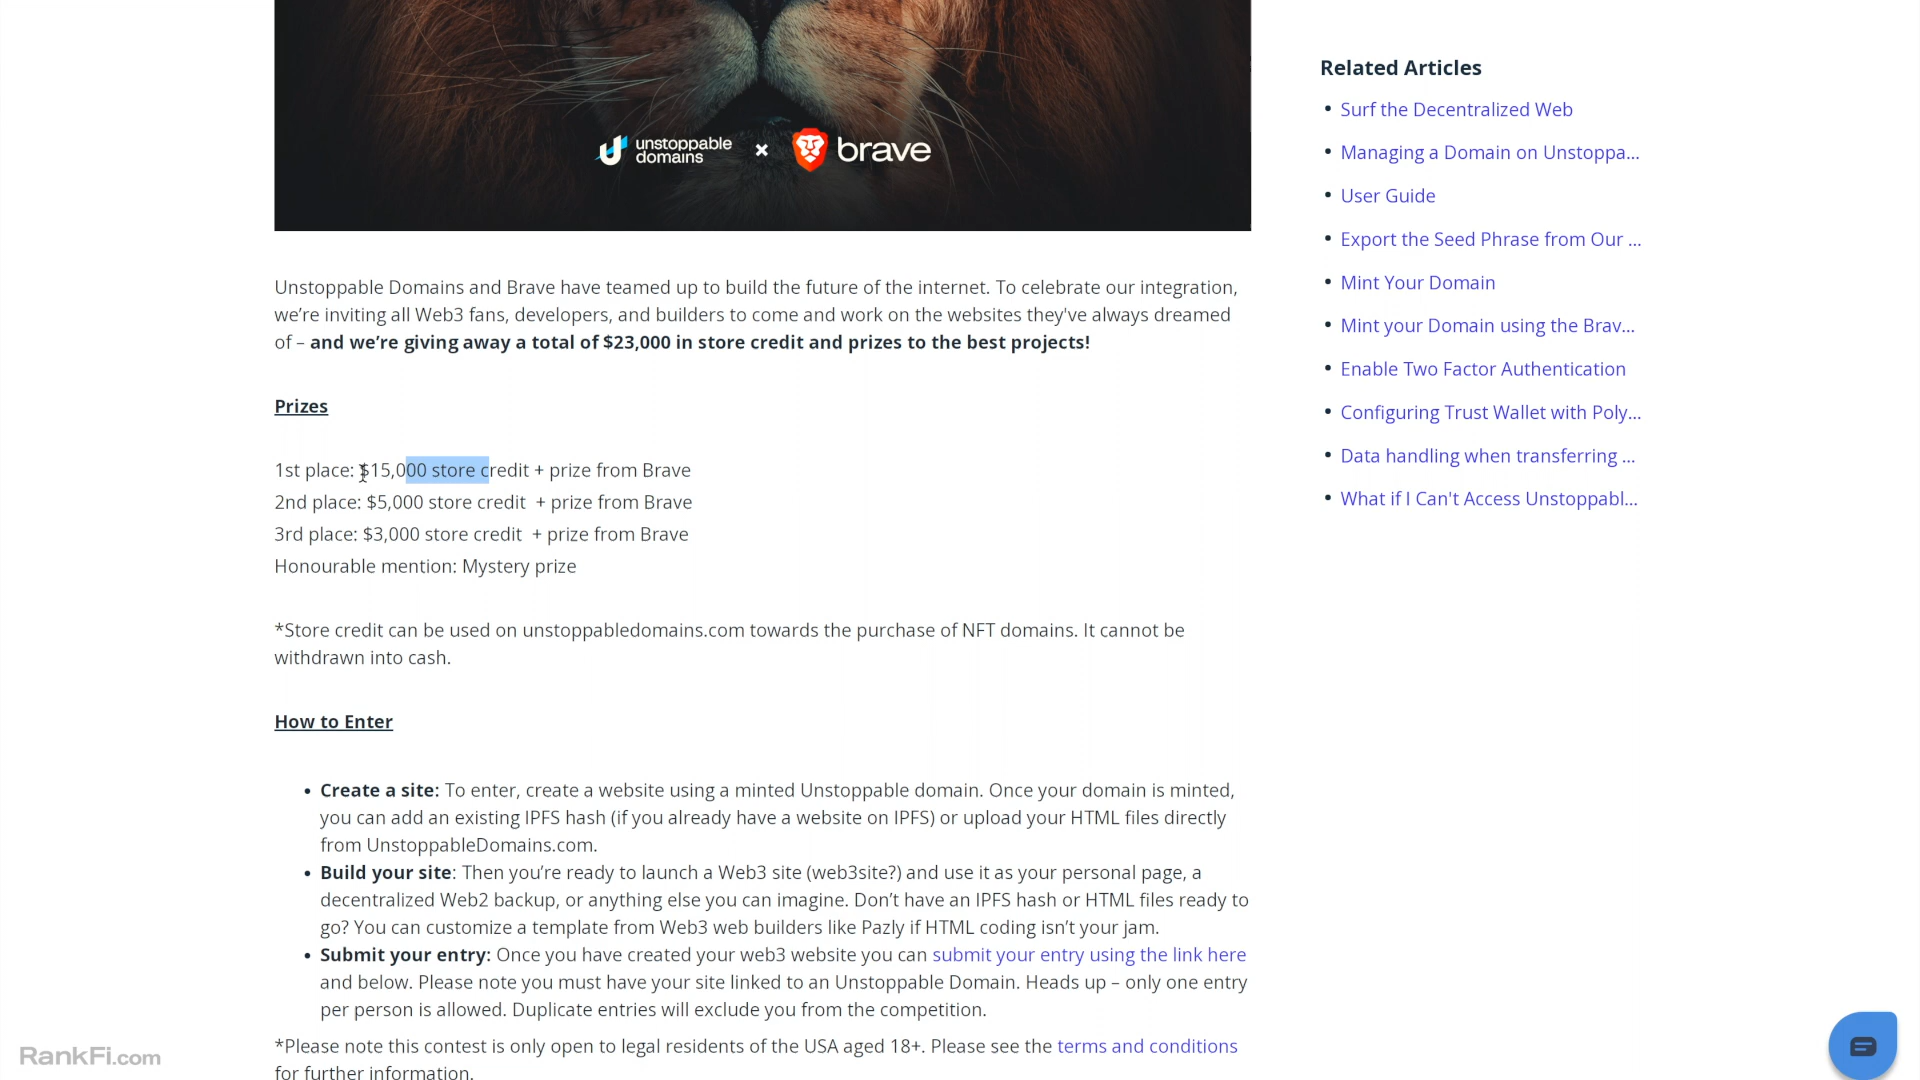 unstoppable domains × brave
Unstoppable Domains and Brave have teamed up to build the future of the internet. To celebrate our integration,
we’re inviting all Web3 fans, developers, and builders to come and work on the websites they've always dreamed
of – and we’re giving away a total of $23,000 in store credit and prizes to the best projects!
Prizes
1st place: $15,000 store credit + prize from Brave
2nd place: $5,000 store credit  + prize from Brave
3rd place: $3,000 store credit  + prize from Brave
Honourable mention: Mystery prize
*Store credit can be used on unstoppabledomains.com towards the purchase of NFT domains. It cannot be
withdrawn into cash.
How to Enter
• Create a site: To enter, create a website using a minted Unstoppable domain. Once your domain is minted,
you can add an existing IPFS hash (if you already have a website on IPFS) or upload your HTML files directly
from UnstoppableDomains.com.
• Build your site: Then you’re ready to launch a Web3 site (web3site?) and use it as your personal page, a
decentralized Web2 backup, or anything else you can imagine. Don’t have an IPFS hash or HTML files ready to
go? You can customize a template from Web3 web builders like Pazly if HTML coding isn’t your jam.
• Submit your entry: Once you have created your web3 website you can submit your entry using the link here
and below. Please note you must have your site linked to an Unstoppable Domain. Heads up – only one entry
per person is allowed. Duplicate entries will exclude you from the competition.
*Please note this contest is only open to legal residents of the USA aged 18+. Please see the terms and conditions
for further information.
Related Articles
• Surf the Decentralized Web
• Managing a Domain on Unstoppa...
• User Guide
• Export the Seed Phrase from Our ...
• Mint Your Domain
• Mint your Domain using the Brav...
• Enable Two Factor Authentication
• Configuring Trust Wallet with Poly...
• Data handling when transferring ...
• What if I Can't Access Unstoppabl...
RankFi.com